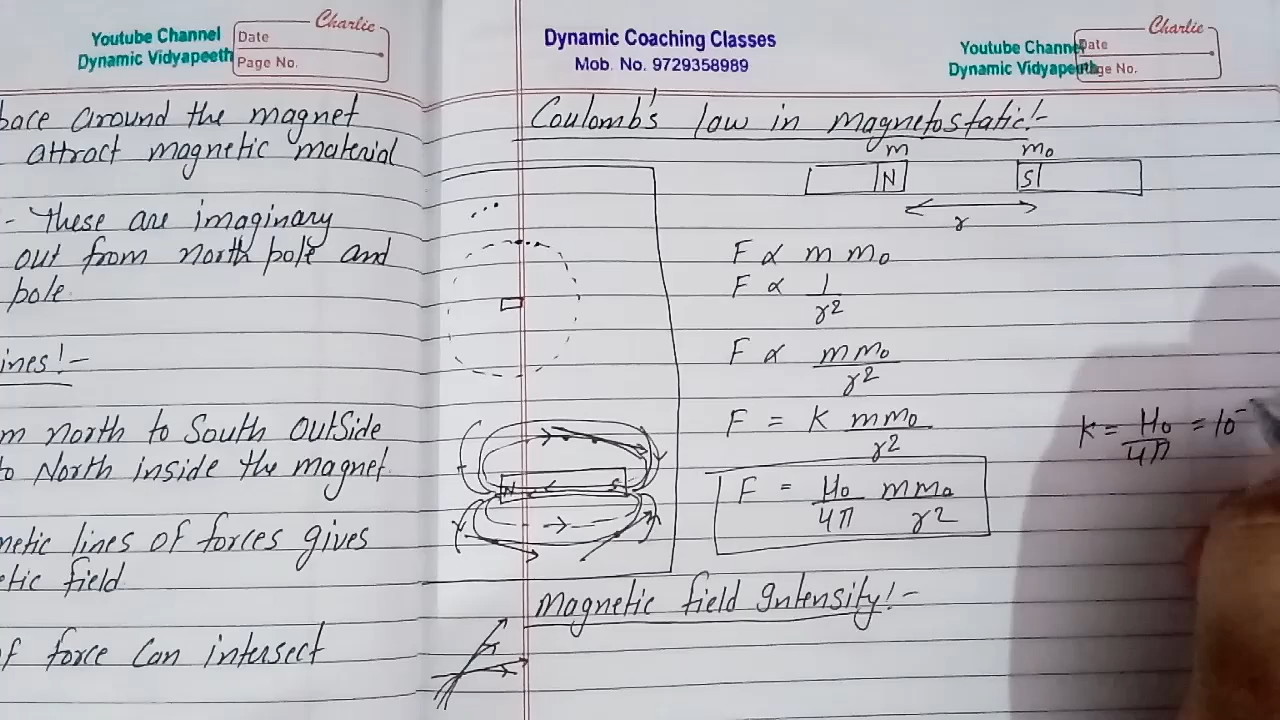 Youtube Channel
Dynamic Vidyapeeth
Charlie
Date
Page No.
Dynamic Coaching Classes
Mob. No. 9729358989
Youtube Channel
Dynamic Vidyapeeth
Charlie
Date
Page No.
pace around the magnet
attract magnetic material
- These are imaginary
out from north pole and
pole.
ines!-
m north to South outside
to North inside the magnet.
netic lines of forces gives
etic field
of force can intersect
N S
Coulomb's law in magnetostatic!-
m m₀
N S
r
F ∝ m m₀
F ∝ 1/r²
F ∝ m m₀/r²
F = K m m₀/r²
K = μ₀/4π = 10⁻
F = μ₀/4π m m₀/r²
Magnetic field Intensity!-